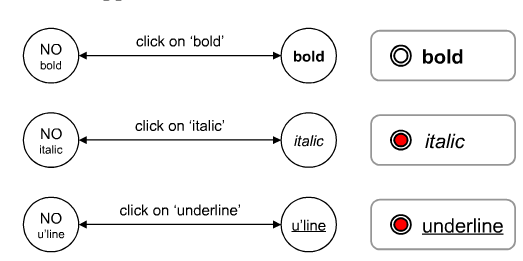 NO
bold
click on ‘bold’
bold
bold
NO
italic
click on ‘italic’
italic
italic
NO
u’line
click on ‘underline’
u’line
underline